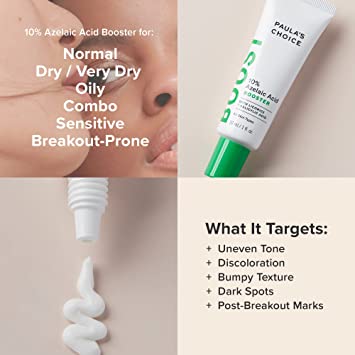 10% Azelaic Acid Booster for:
Normal
Dry / Very Dry
Oily
Combo
Sensitive
Breakout-Prone
PAULA'S
CHOICE
BOOST
10%
Azelaic Acid
BOOSTER
What It Targets:
+ Uneven Tone
+ Discoloration
+ Bumpy Texture
+ Dark Spots
+ Post-Breakout Marks